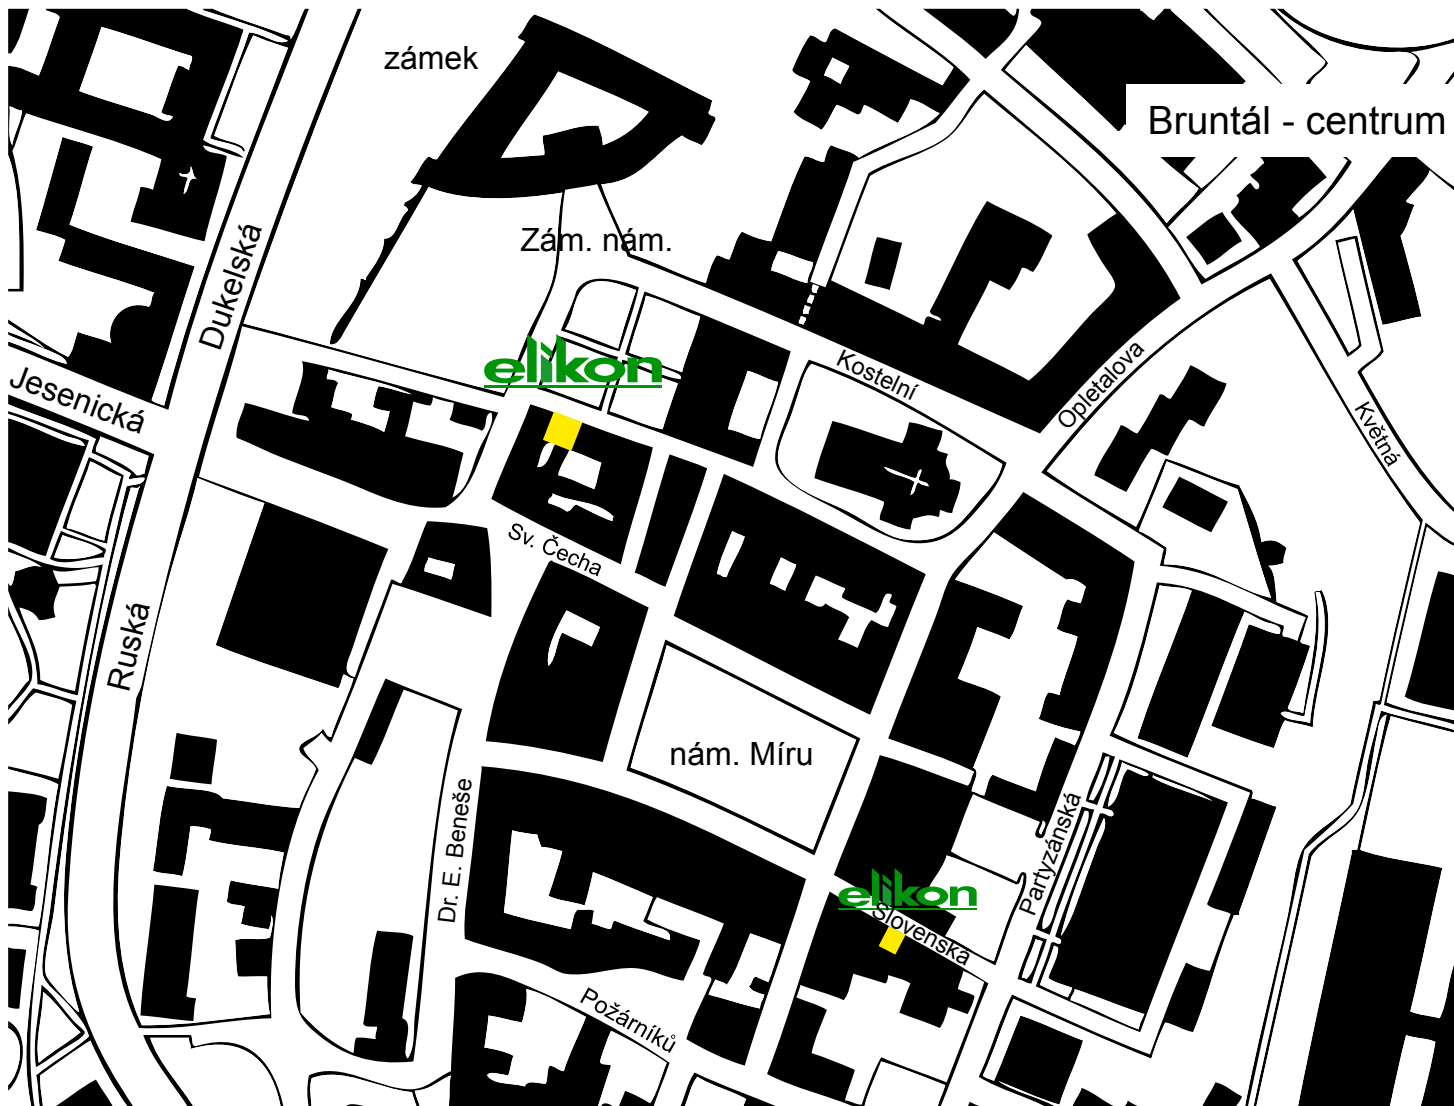 zámek
Bruntál - centrum
Zám. nám.
Dukelská
elikon
Kostelní
Opletalova
Jesenická
Květná
Sv. Čecha
Ruská
nám. Míru
Dr. E. Beneše
Partyzánská
elikon
Slovenská
Požárníků